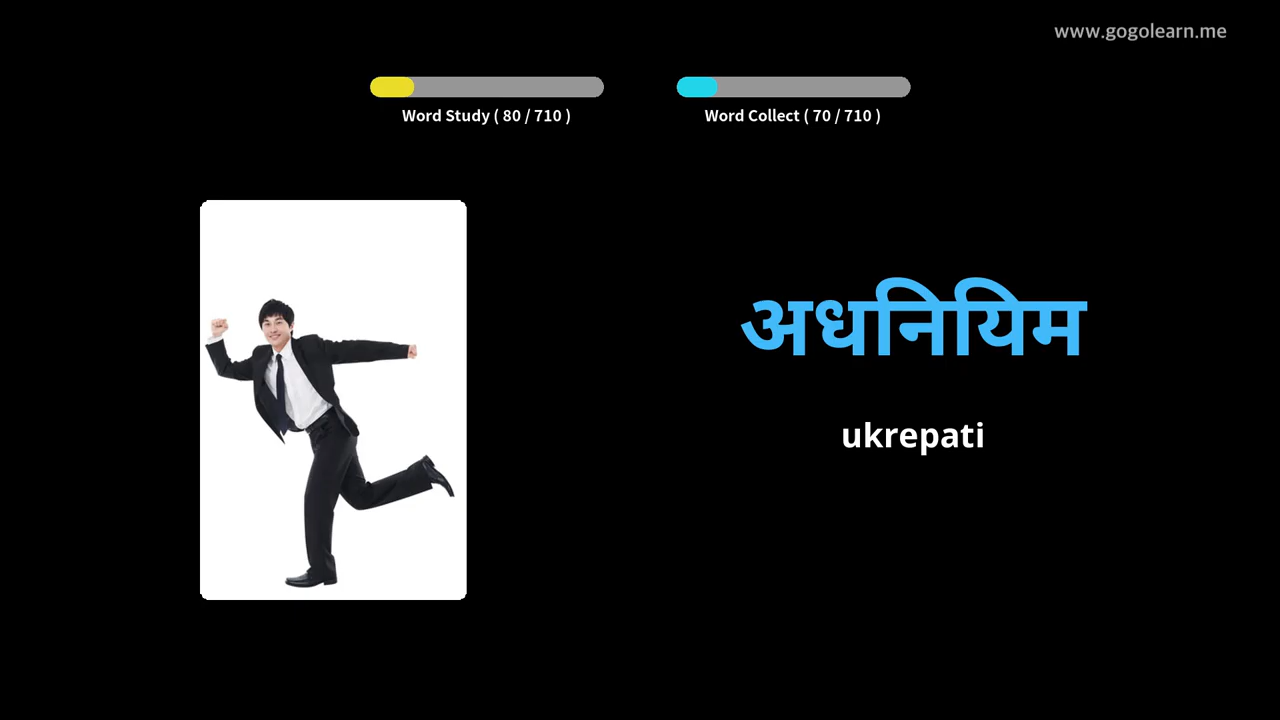 www.gogolearn.me
Word Study ( 80 / 710 )
Word Collect ( 70 / 710 )
अधनियिम
ukrepati